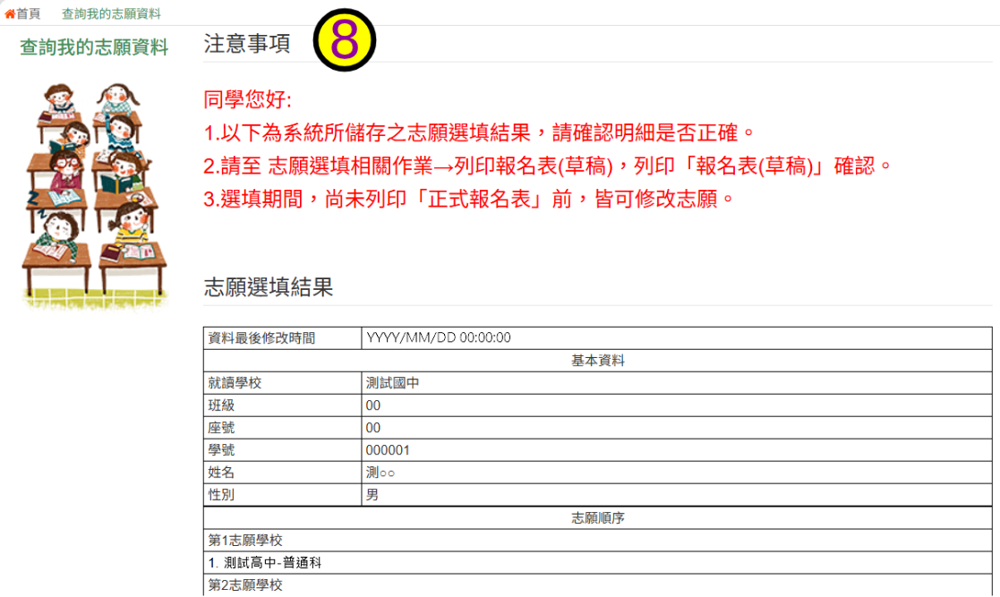 首頁 查詢我的志願資料
查詢我的志願資料
注意事項 8
同學您好:
1.以下為系統所儲存之志願選填結果，請確認明細是否正確。
2.請至 志願選填相關作業→列印報名表(草稿)，列印「報名表(草稿)」確認。
3.選填期間，尚未列印「正式報名表」前，皆可修改志願。
志願選填結果
資料最後修改時間 YYYY/MM/DD 00:00:00
基本資料
就讀學校 測試國中
班級 00
座號 00
學號 000001
姓名 測○○
性別 男
志願順序
第1志願學校
1. 測試高中-普通科
第2志願學校